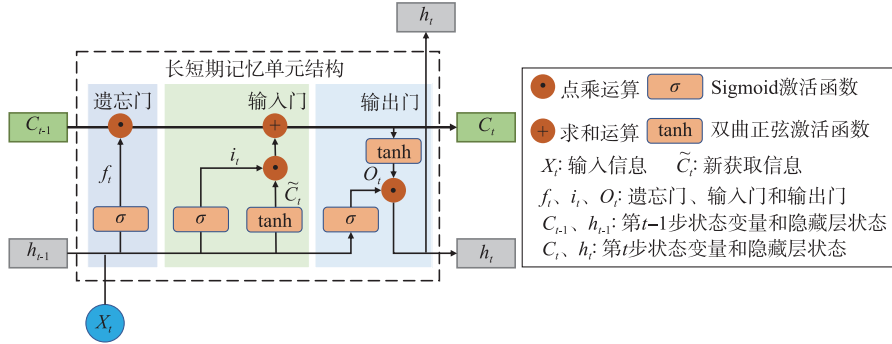 h_t
长短期记忆单元结构
遗忘门 输入门 输出门
C_{t-1} • + C_t
tanh
f_t i_t • O_t •
C̃_t
σ σ tanh σ
h_{t-1} h_t
X_t
• 点乘运算 σ Sigmoid激活函数
+ 求和运算 tanh 双曲正弦激活函数
X_t: 输入信息 C̃_t: 新获取信息
f_t、i_t、O_t: 遗忘门、输入门和输出门
C_{t-1}、h_{t-1}: 第t−1步状态变量和隐藏层状态
C_t、h_t: 第t步状态变量和隐藏层状态